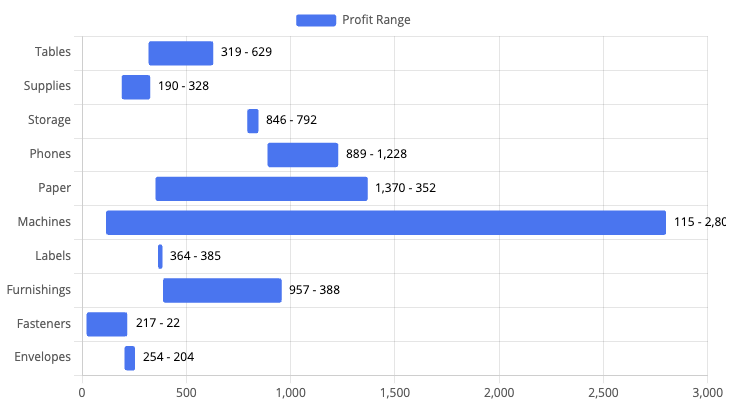 Profit Range
Tables 319 - 629
Supplies 190 - 328
Storage 846 - 792
Phones 889 - 1,228
Paper 1,370 - 352
Machines 115 -
Labels 364 - 385
Furnishings 957 - 388
Fasteners 217 - 22
Envelopes 254 - 204
0 500 1,000 1,500 2,000 2,500 3,000